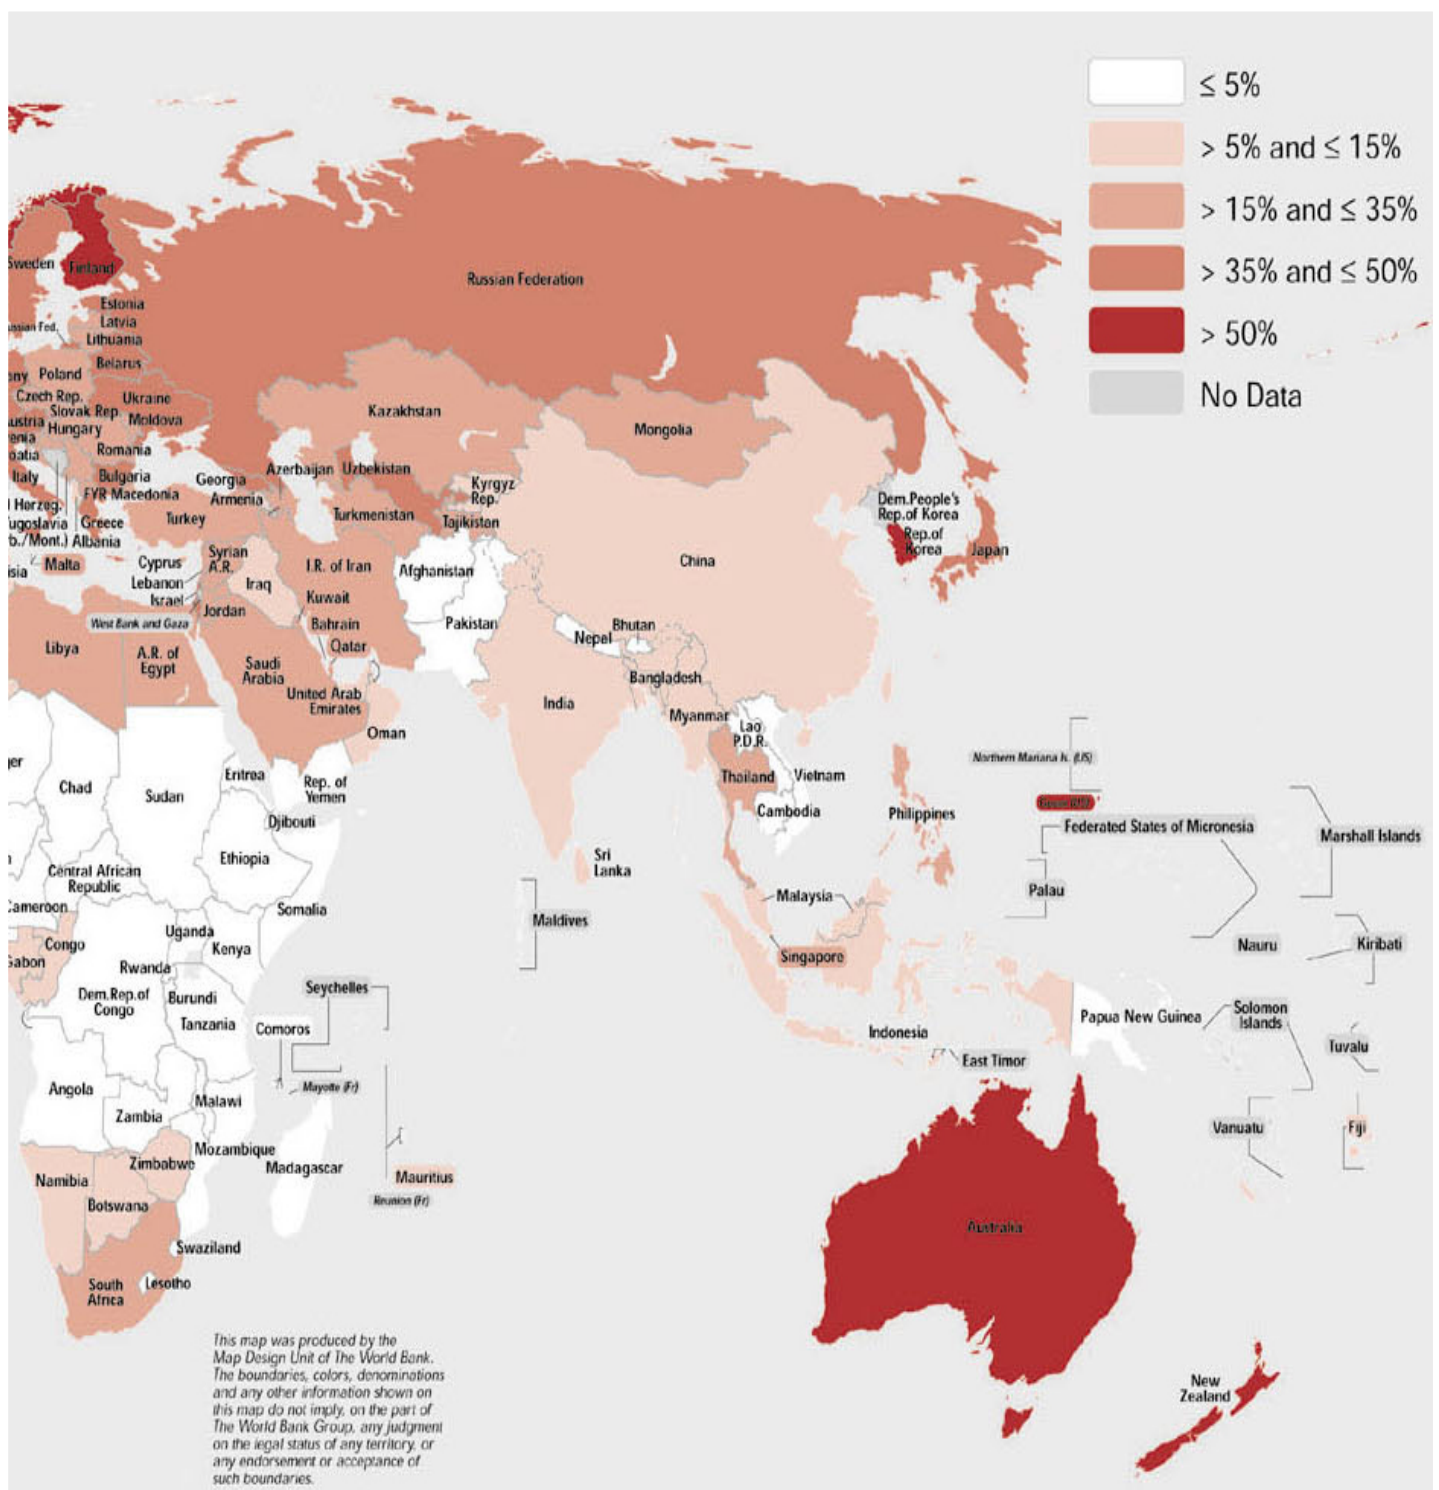 ≤ 5%
> 5% and ≤ 15%
> 15% and ≤ 35%
> 35% and ≤ 50%
> 50%
No Data
Sweden
Finland
Russian Federation
Estonia
Latvia
ussian Fed.
Lithuania
Belarus
any
Poland
Czech Rep.
Ukraine
Slovak Rep.
ustria
Moldova
Hungary
enia
oatia
Romania
Italy
Bulgaria
FYR Macedonia
Herzeg.
ugoslavia
Greece
b./Mont.)
Albania
sia
Malta
Kazakhstan
Mongolia
Azerbaijan
Uzbekistan
Georgia
Armenia
Kyrgyz
Rep.
Turkey
Turkmenistan
Tajikistan
Dem.People's
Rep.of Korea
Rep.of
Korea
Japan
Cyprus
Syrian
A.R.
Lebanon
Israel
Iraq
I.R. of Iran
Afghanistan
China
Jordan
Kuwait
West Bank and Gaza
Bahrain
Pakistan
Nepal
Bhutan
Qatar
Libya
A.R. of
Egypt
Saudi
Arabia
United Arab
Emirates
Oman
India
Bangladesh
Myanmar
Lao
P.D.R.
Thailand
Vietnam
Cambodia
Philippines
Northern Mariana Is. (US)
Federated States of Micronesia
Marshall Islands
Palau
ger
Chad
Sudan
Eritrea
Rep. of
Yemen
Djibouti
Ethiopia
Central African
Republic
Cameroon
Somalia
Sri
Lanka
Maldives
Malaysia
Singapore
Nauru
Kiribati
Congo
Gabon
Uganda
Kenya
Rwanda
Dem.Rep.of
Congo
Burundi
Tanzania
Seychelles
Comoros
Mayotte (Fr)
Indonesia
East Timor
Papua New Guinea
Solomon
Islands
Tuvalu
Vanuatu
Fiji
Angola
Zambia
Malawi
Mozambique
Zimbabwe
Madagascar
Namibia
Botswana
Mauritius
Reunion (Fr)
Swaziland
South
Africa
Lesotho
Australia
New
Zealand
This map was produced by the
Map Design Unit of The World Bank.
The boundaries, colors, denominations
and any other information shown on
this map do not imply, on the part of
The World Bank Group, any judgment
on the legal status of any territory, or
any endorsement or acceptance of
such boundaries.